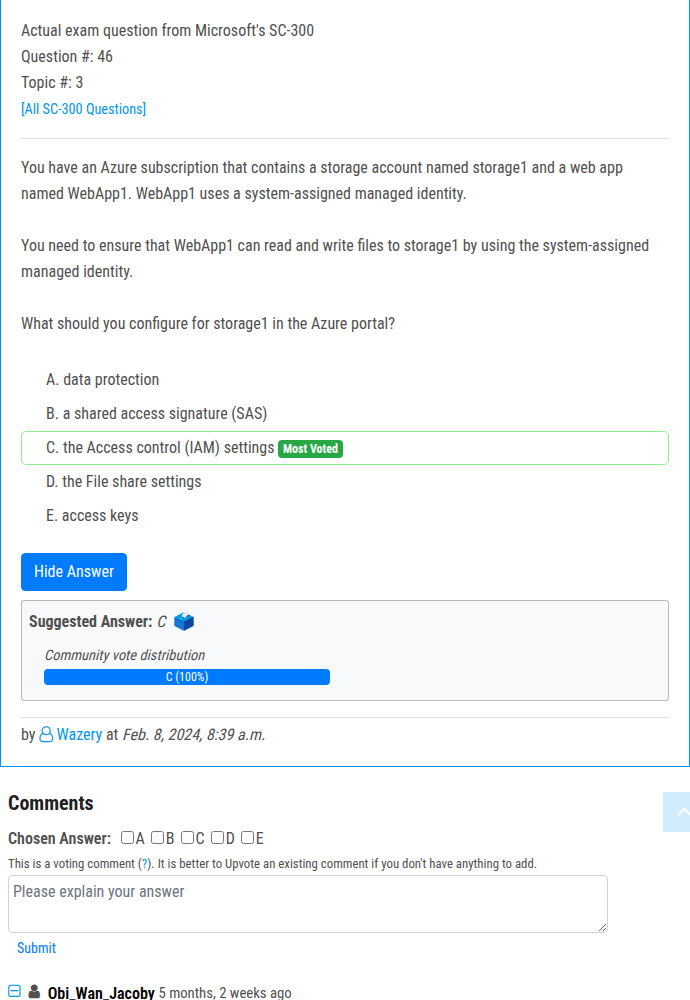 Actual exam question from Microsoft's SC-300
Question #: 46
Topic #: 3
[All SC-300 Questions]
You have an Azure subscription that contains a storage account named storage1 and a web app
named WebApp1. WebApp1 uses a system-assigned managed identity.
You need to ensure that WebApp1 can read and write files to storage1 by using the system-assigned
managed identity.
What should you configure for storage1 in the Azure portal?
A. data protection
B. a shared access signature (SAS)
C. the Access control (IAM) settings Most Voted
D. the File share settings
E. access keys
Hide Answer
Suggested Answer: C
Community vote distribution
C (100%)
by Wazery at Feb. 8, 2024, 8:39 a.m.
Comments
Chosen Answer: A B C D E
This is a voting comment (?). It is better to Upvote an existing comment if you don't have anything to add.
Please explain your answer
Submit
Obi_Wan_Jacoby 5 months, 2 weeks ago